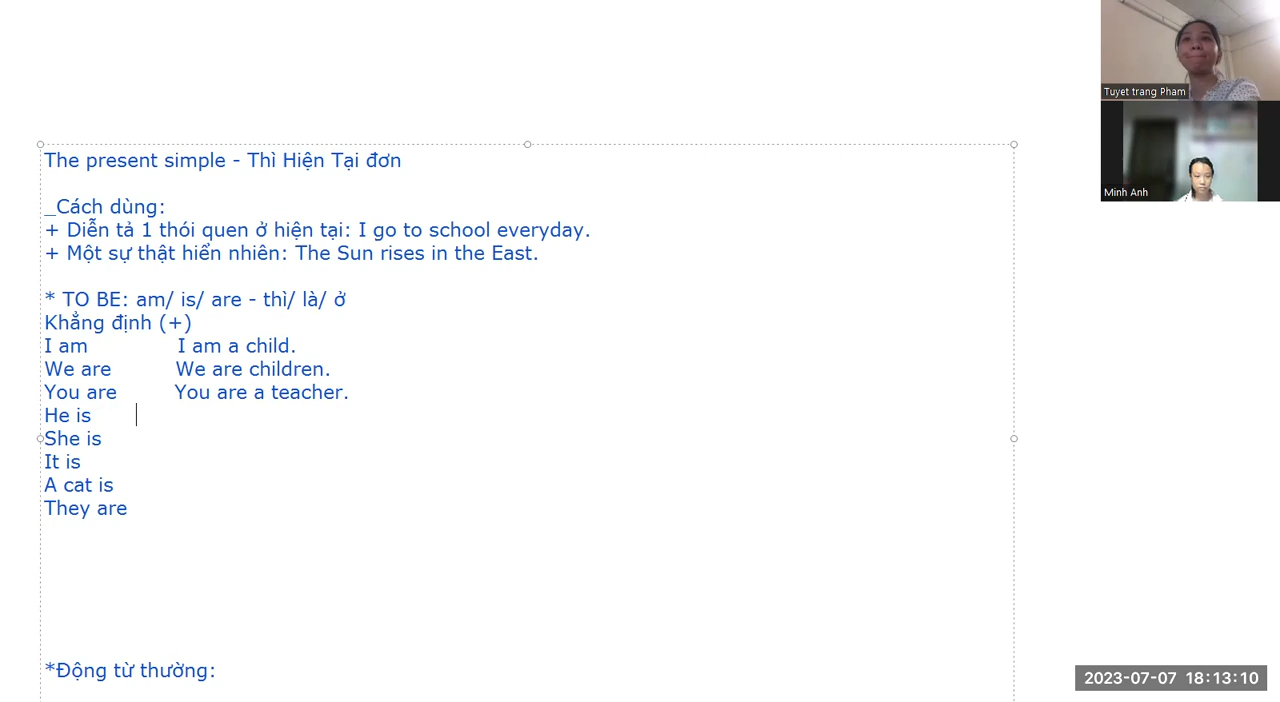 Tuyet trang Pham
Minh Anh
The present simple - Thì Hiện Tại đơn
_Cách dùng:
+ Diễn tả 1 thói quen ở hiện tại: I go to school everyday.
+ Một sự thật hiển nhiên: The Sun rises in the East.
* TO BE: am/ is/ are - thì/ là/ ở
Khẳng định (+)
I am I am a child.
We are We are children.
You are You are a teacher.
He is
She is
It is
A cat is
They are
*Động từ thường:
2023-07-07 18:13:10